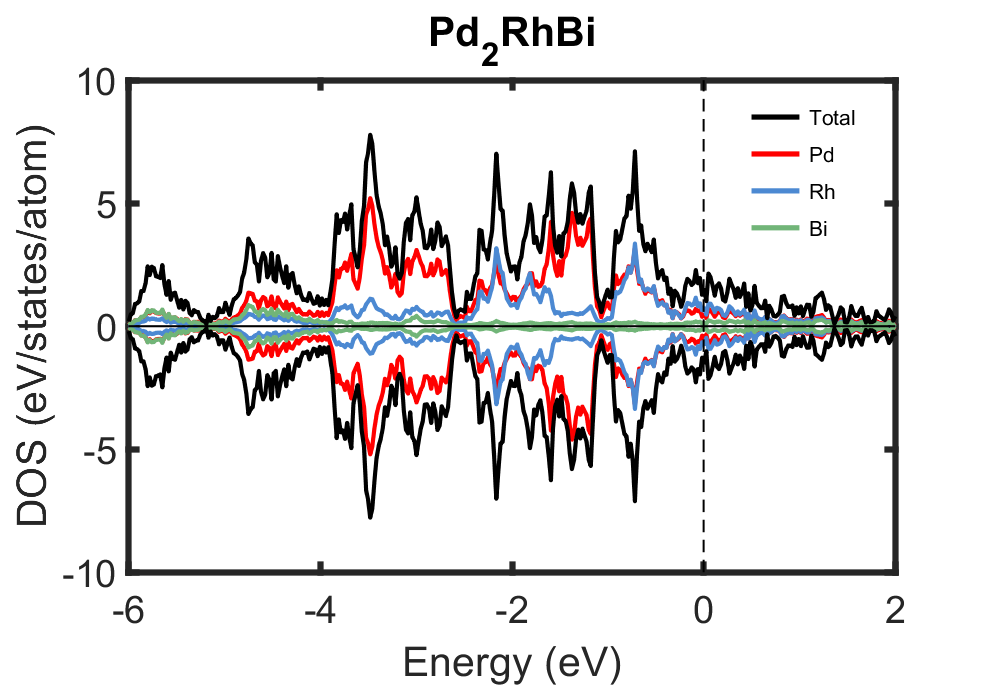 Pd₂RhBi
10
5
0
-5
-10
-6
-4
-2
0
2
DOS (eV/states/atom)
Energy (eV)
Total
Pd
Rh
Bi